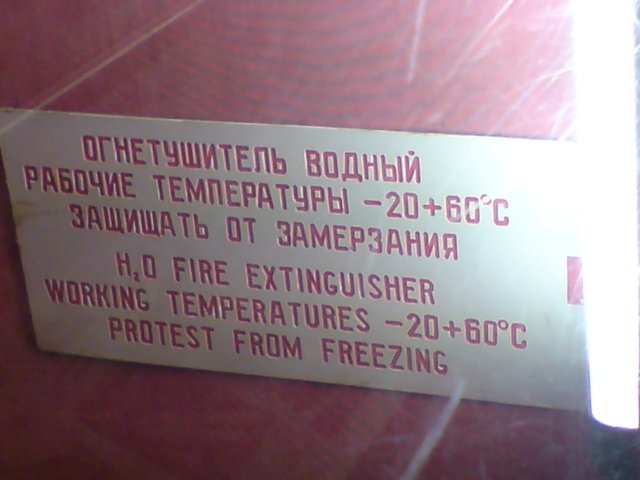 ОГНЕТУШИТЕЛЬ ВОДНЫЙ
РАБОЧИЕ ТЕМПЕРАТУРЫ -20+60°С
ЗАЩИЩАТЬ ОТ ЗАМЕРЗАНИЯ
H₂O FIRE EXTINGUISHER
WORKING TEMPERATURES -20+60°C
PROTEST FROM FREEZING